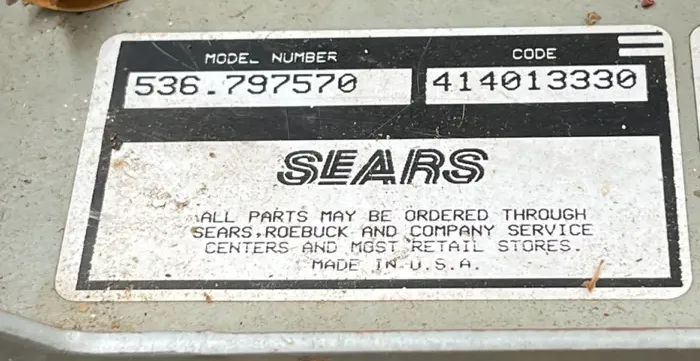 MODEL NUMBER CODE
536.797570 414013330
SEARS
ALL PARTS MAY BE ORDERED THROUGH
SEARS, ROEBUCK AND COMPANY SERVICE
CENTERS AND MOST RETAIL STORES.
MADE IN U.S.A.